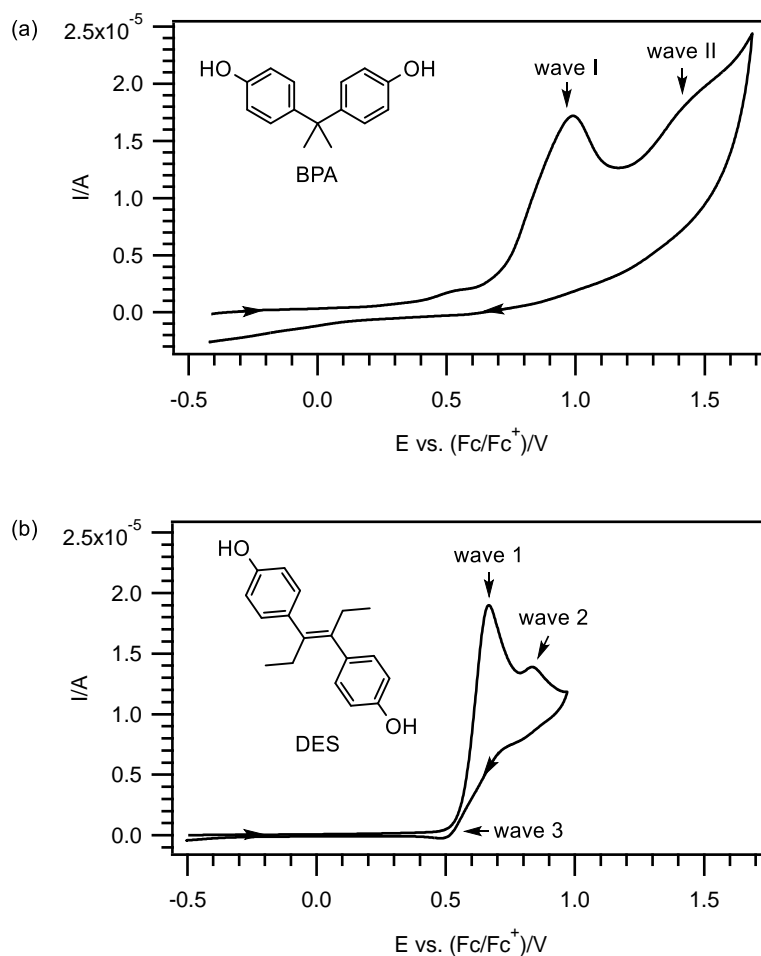 (a)
2.5x10⁻⁵
2.0
1.5
1.0
0.5
0.0
I/A
HO
OH
BPA
wave I
wave II
-0.5
0.0
0.5
1.0
1.5
E vs. (Fc/Fc⁺)/V
(b)
2.5x10⁻⁵
2.0
1.5
1.0
0.5
0.0
I/A
HO
OH
DES
wave 1
wave 2
wave 3
-0.5
0.0
0.5
1.0
1.5
E vs. (Fc/Fc⁺)/V